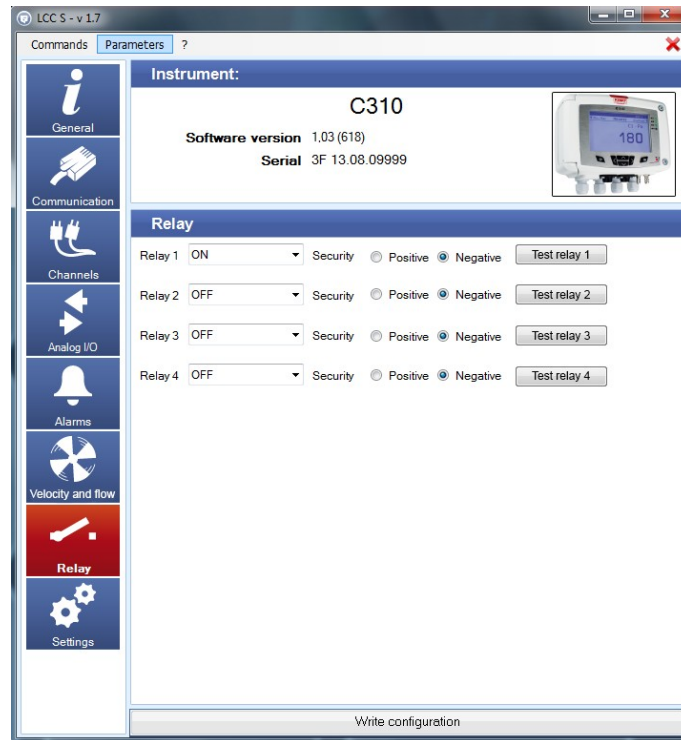 LCC S - v 1.7
Commands Parameters ?
General
Communication
Channels
Analog I/O
Alarms
Velocity and flow
Relay
Settings
Instrument:
C310
Software version 1,03 (618)
Serial 3F 13.08.09999
180
Relay
Relay 1 ON Security Positive Negative Test relay 1
Relay 2 OFF Security Positive Negative Test relay 2
Relay 3 OFF Security Positive Negative Test relay 3
Relay 4 OFF Security Positive Negative Test relay 4
Write configuration